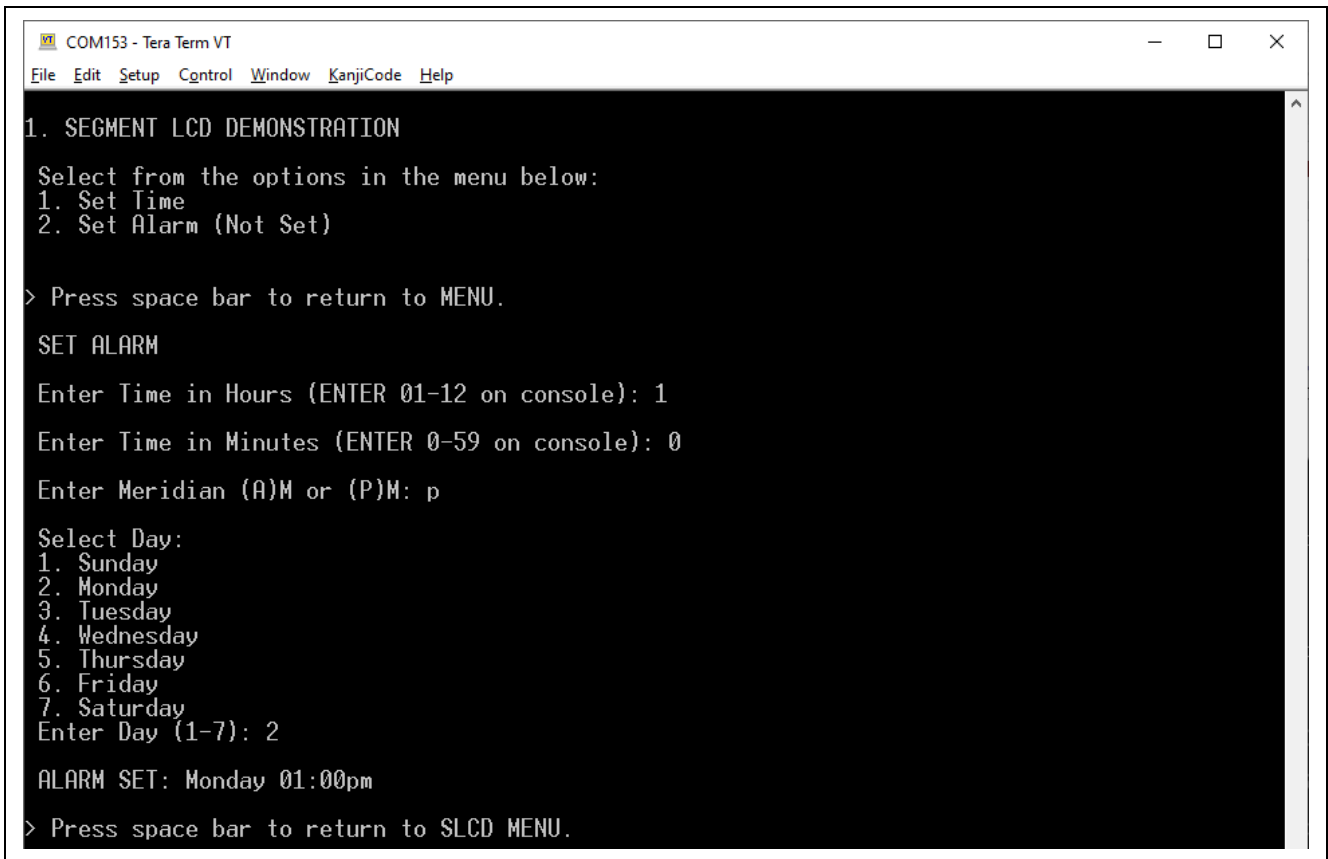 COM153 - Tera Term VT
File Edit Setup Control Window KanjiCode Help
1. SEGMENT LCD DEMONSTRATION
Select from the options in the menu below:
1. Set Time
2. Set Alarm (Not Set)
> Press space bar to return to MENU.
SET ALARM
Enter Time in Hours (ENTER 01-12 on console): 1
Enter Time in Minutes (ENTER 0-59 on console): 0
Enter Meridian (A)M or (P)M: p
Select Day:
1. Sunday
2. Monday
3. Tuesday
4. Wednesday
5. Thursday
6. Friday
7. Saturday
Enter Day (1-7): 2
ALARM SET: Monday 01:00pm
> Press space bar to return to SLCD MENU.